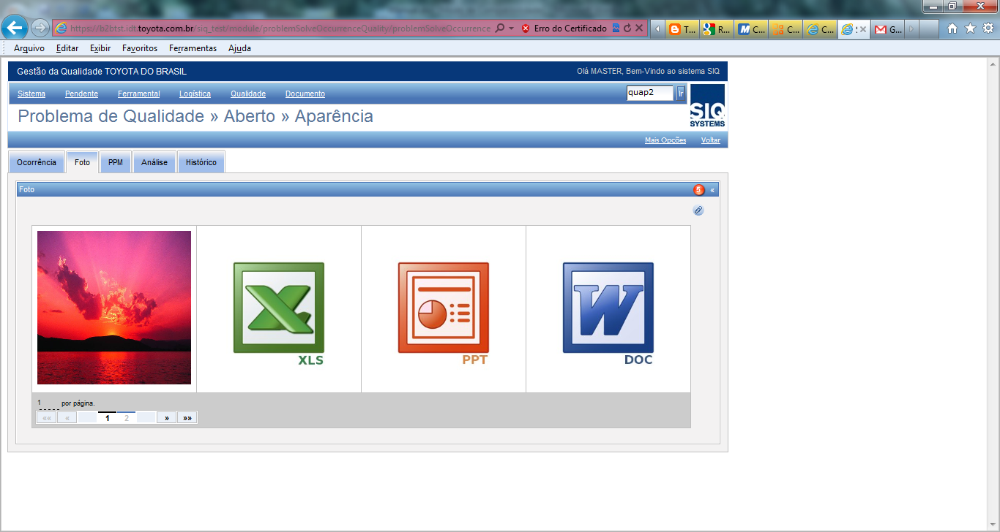 https://b2btst.idt.toyota.com.br/siq_test/module/problemSolveOccurrenceQuality/problemSolveOccurrence
Erro do Certificado
T...
R...
C...
C...
C...
G...
Arquivo Editar Exibir Favoritos Ferramentas Ajuda
Gestão da Qualidade TOYOTA DO BRASIL
Olá MASTER, Bem-Vindo ao sistema SIQ
Sistema Pendente Ferramental Logística Qualidade Documento
quap2 Ir
SIQ
SYSTEMS
Problema de Qualidade » Aberto » Aparência
Mais Opções Voltar
Ocorrência Foto PPM Análise Histórico
Foto
5 «
XLS
PPT
DOC
1 por página.
«« « 1 2 » »»